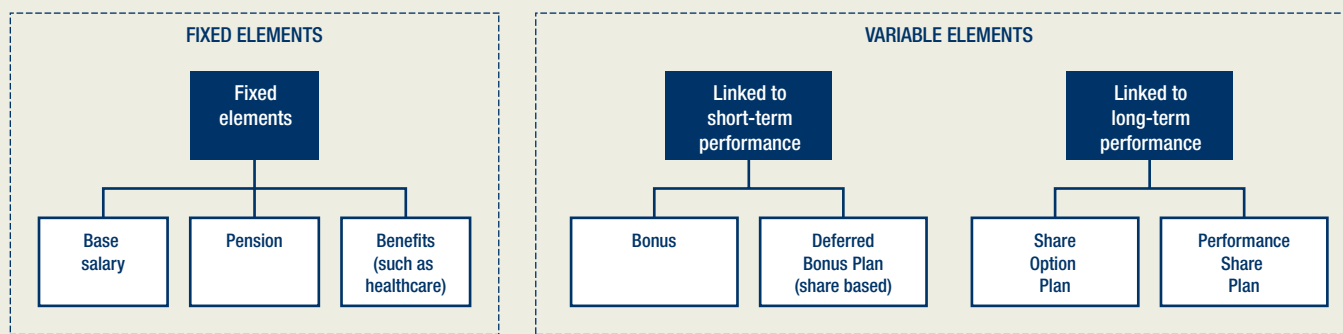 FIXED ELEMENTS
Fixed
elements
Base
salary
Pension
Benefits
(such as
healthcare)
VARIABLE ELEMENTS
Linked to
short-term
performance
Bonus
Deferred
Bonus Plan
(share based)
Linked to
long-term
performance
Share
Option
Plan
Performance
Share
Plan